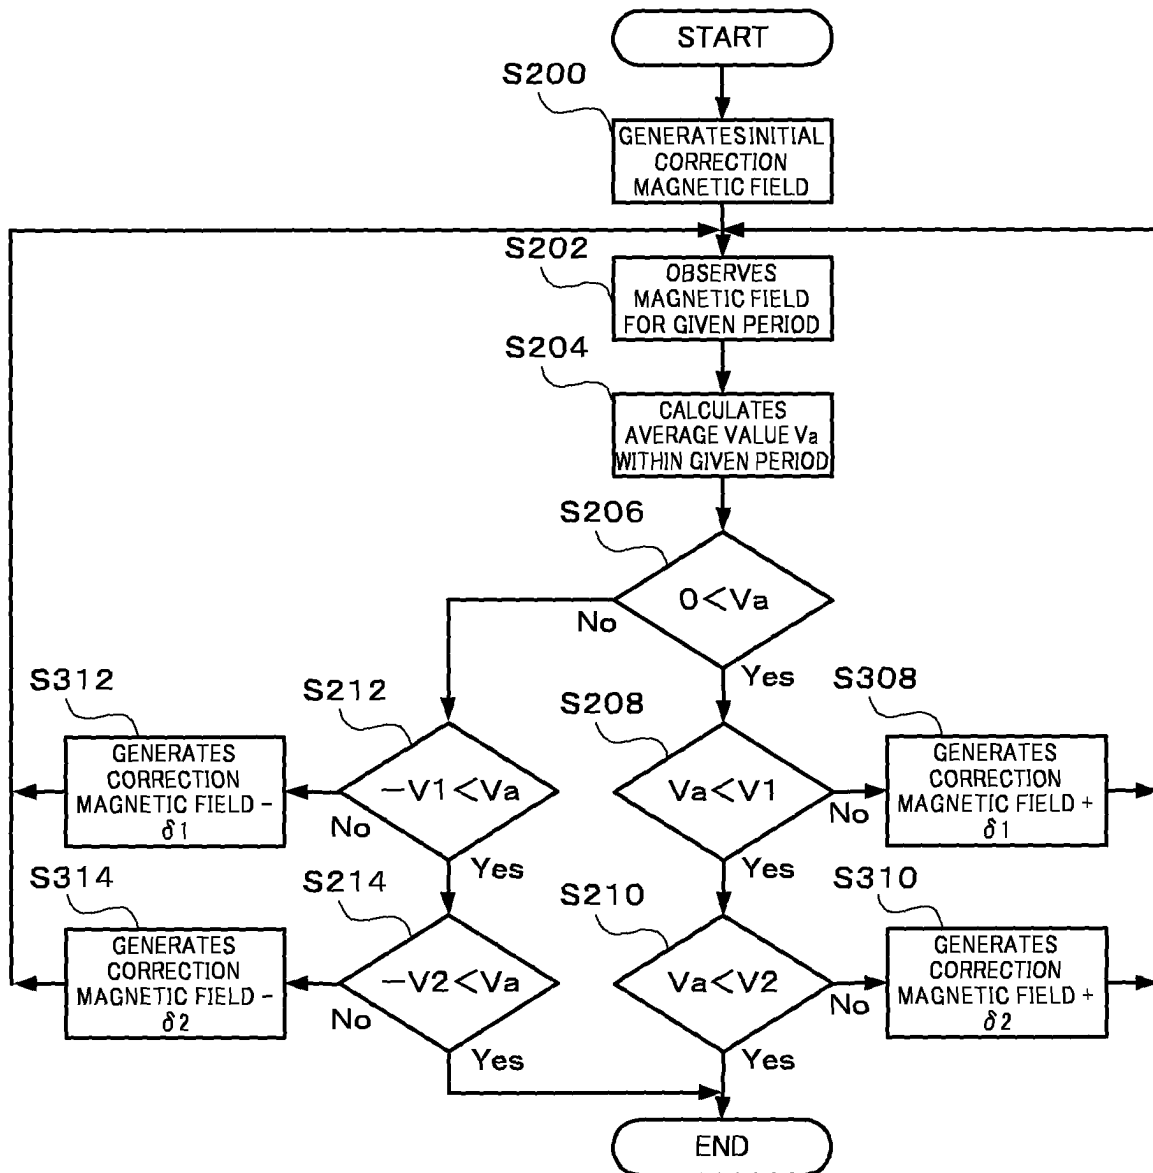 START
S200
GENERATES INITIAL
CORRECTION
MAGNETIC FIELD
S202
OBSERVES
MAGNETIC FIELD
FOR GIVEN PERIOD
S204
CALCULATES
AVERAGE VALUE Va
WITHIN GIVEN PERIOD
S206
0<Va
No
Yes
S312
GENERATES
CORRECTION
MAGNETIC FIELD -
δ1
S212
-V1<Va
No
Yes
S208
Va<V1
No
Yes
S308
GENERATES
CORRECTION
MAGNETIC FIELD +
δ1
S314
GENERATES
CORRECTION
MAGNETIC FIELD -
δ2
S214
-V2<Va
No
Yes
S210
Va<V2
No
Yes
S310
GENERATES
CORRECTION
MAGNETIC FIELD +
δ2
END